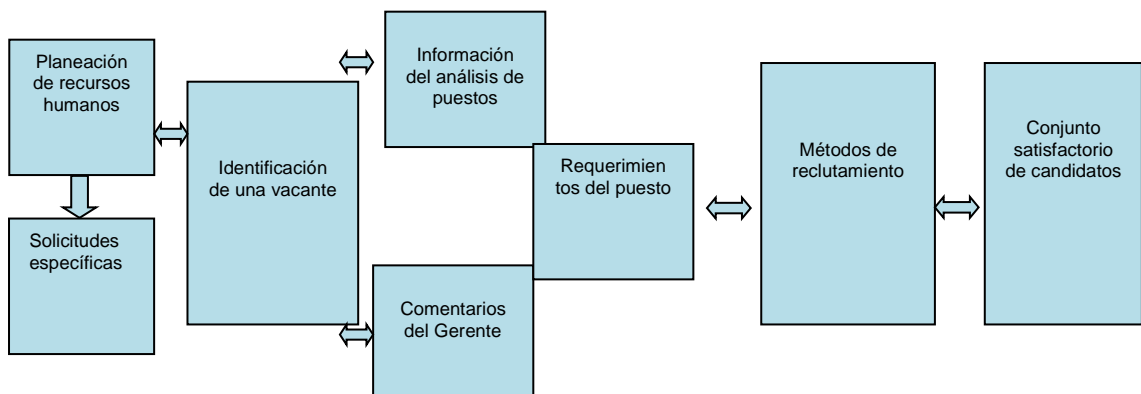 Planeación
de recursos
humanos
Solicitudes
específicas
Identificación
de una vacante
Información
del análisis de
puestos
Comentarios
del Gerente
Requerimien
tos del puesto
Métodos de
reclutamiento
Conjunto
satisfactorio
de candidatos